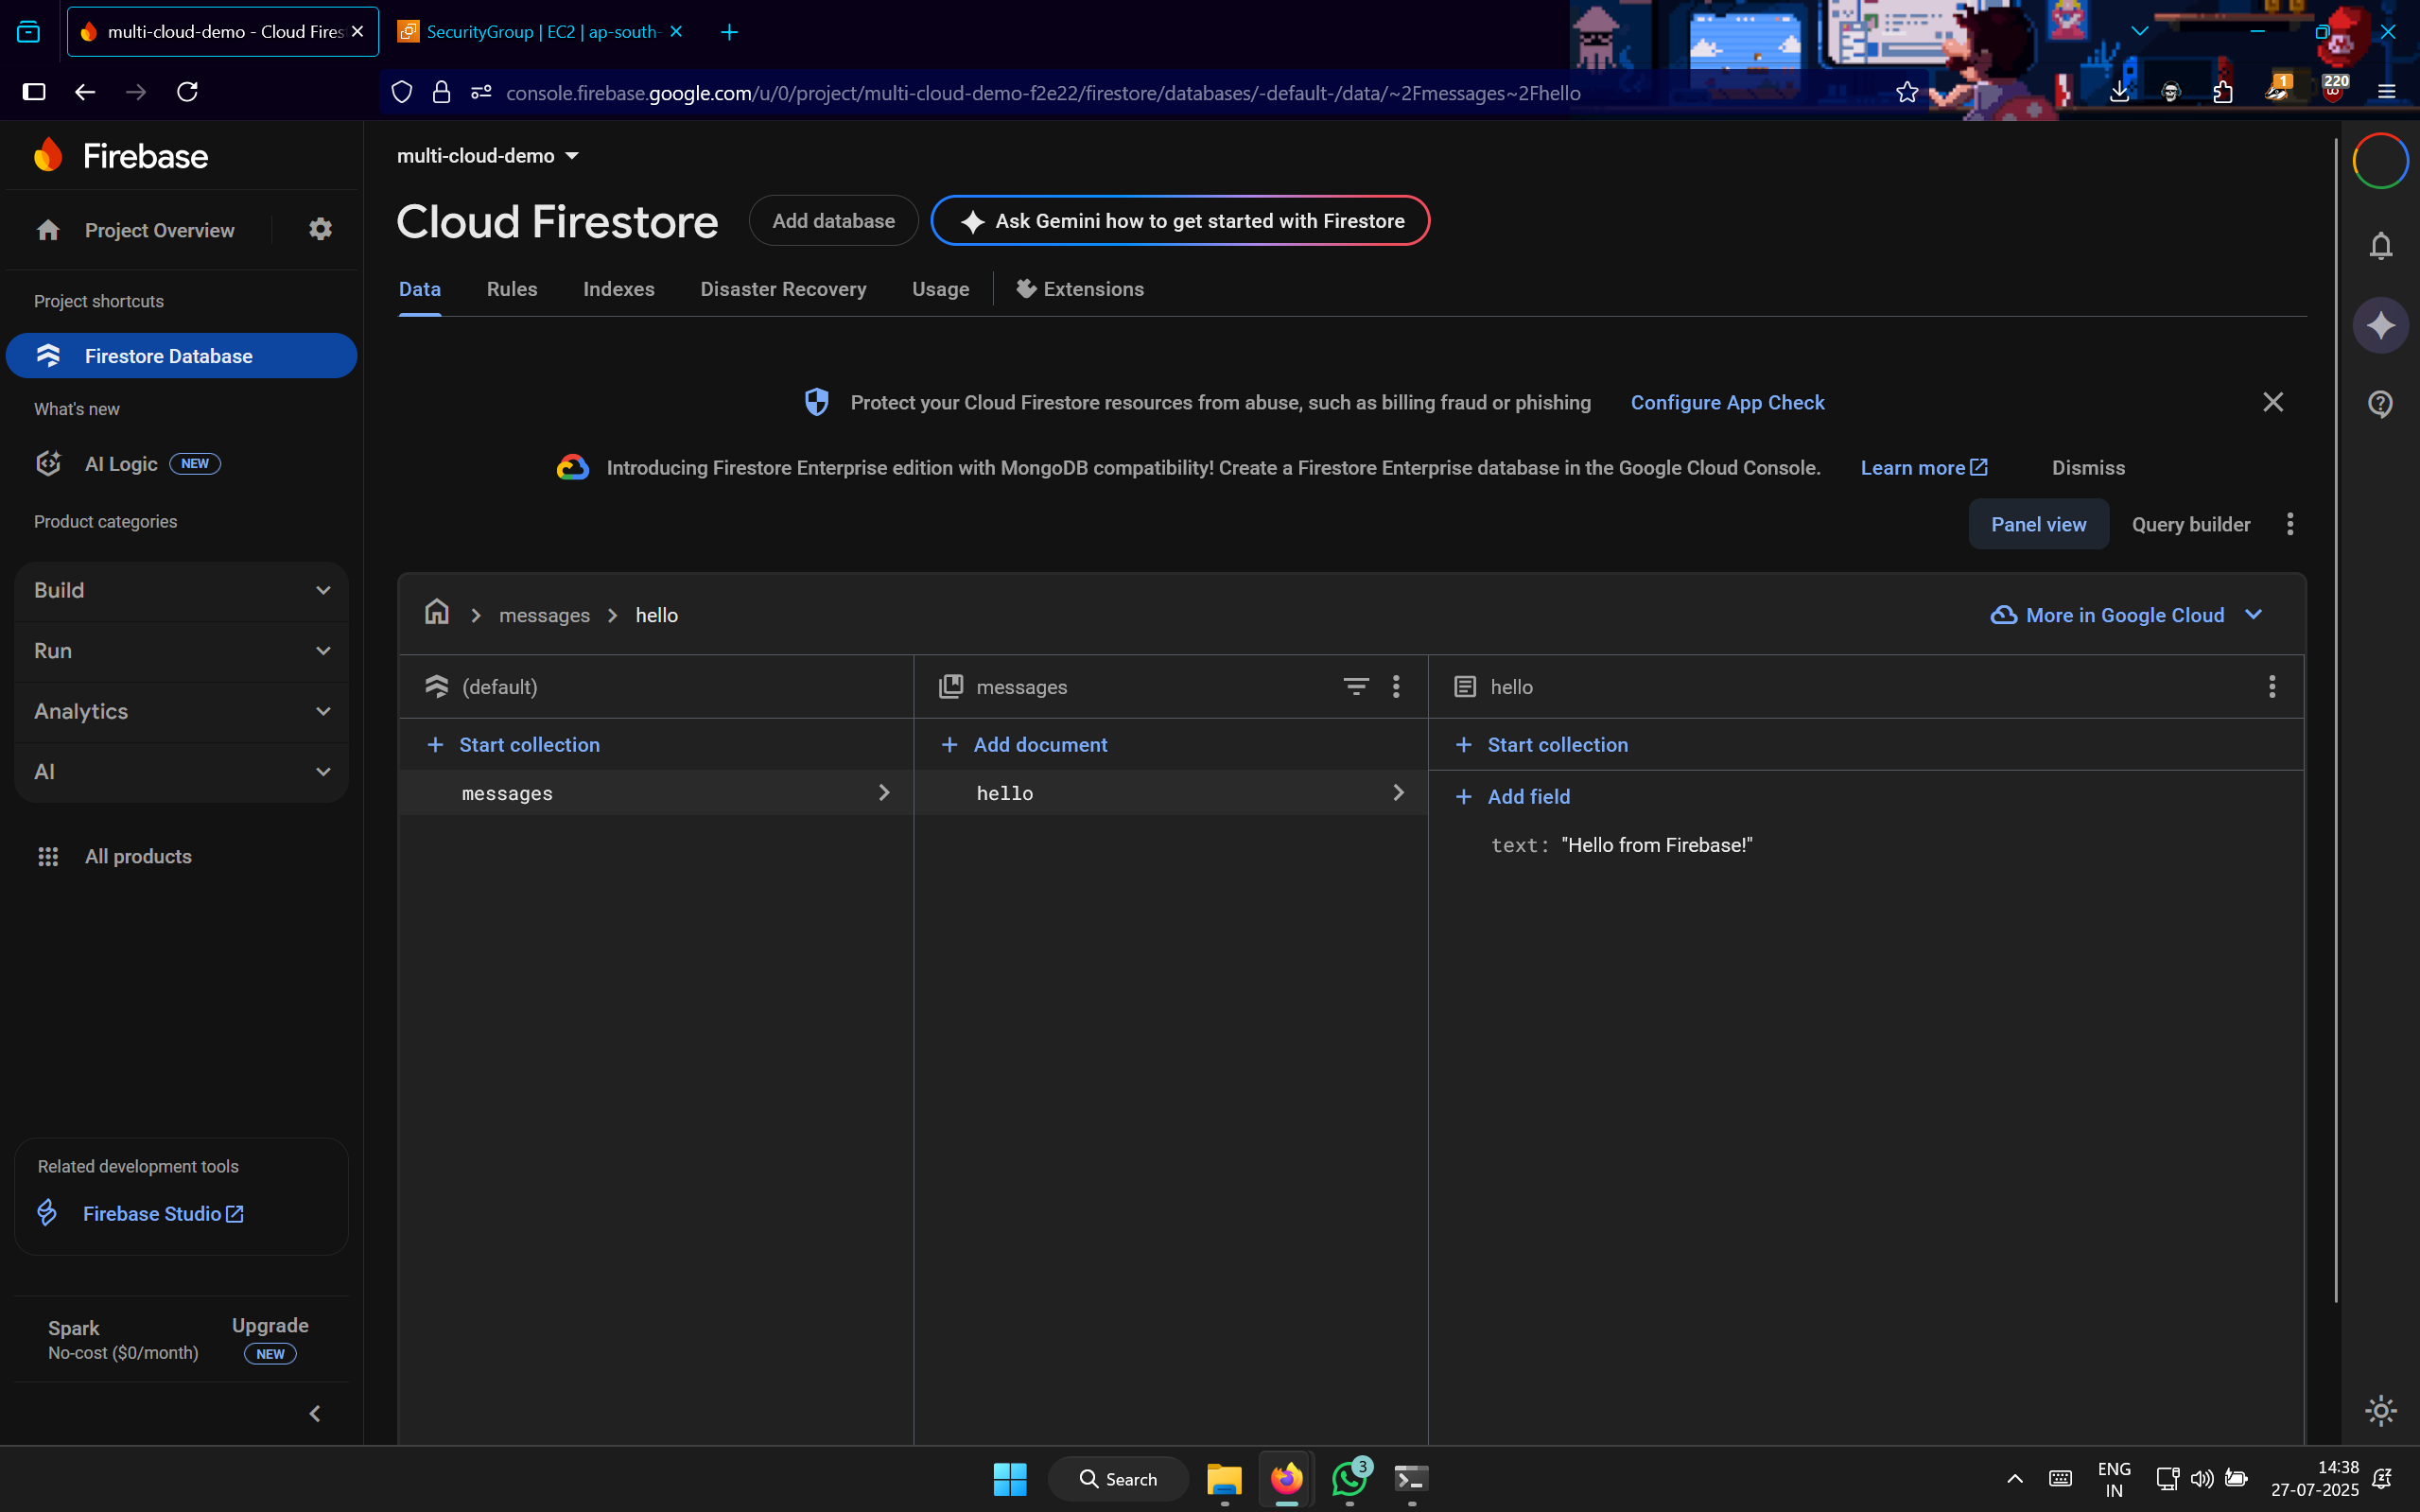 multi-cloud-demo - Cloud Fires
SecurityGroup | EC2 | ap-south-
console.firebase.google.com/u/0/project/multi-cloud-demo-f2e22/firestore/databases/-default-/data/~2Fmessages~2Fhello
1
220
Firebase
Project Overview
Project shortcuts
Firestore Database
What's new
AI Logic NEW
Product categories
Build
Run
Analytics
AI
All products
Related development tools
Firebase Studio
Spark
No-cost ($0/month)
Upgrade
NEW
multi-cloud-demo
Cloud Firestore
Add database
Ask Gemini how to get started with Firestore
Data Rules Indexes Disaster Recovery Usage Extensions
Protect your Cloud Firestore resources from abuse, such as billing fraud or phishing Configure App Check
Introducing Firestore Enterprise edition with MongoDB compatibility! Create a Firestore Enterprise database in the Google Cloud Console. Learn more Dismiss
Panel view Query builder
messages > hello
More in Google Cloud
(default)
+ Start collection
messages
messages
+ Add document
hello
hello
+ Start collection
+ Add field
text: "Hello from Firebase!"
Search
3
ENG
IN
14:38
27-07-2025